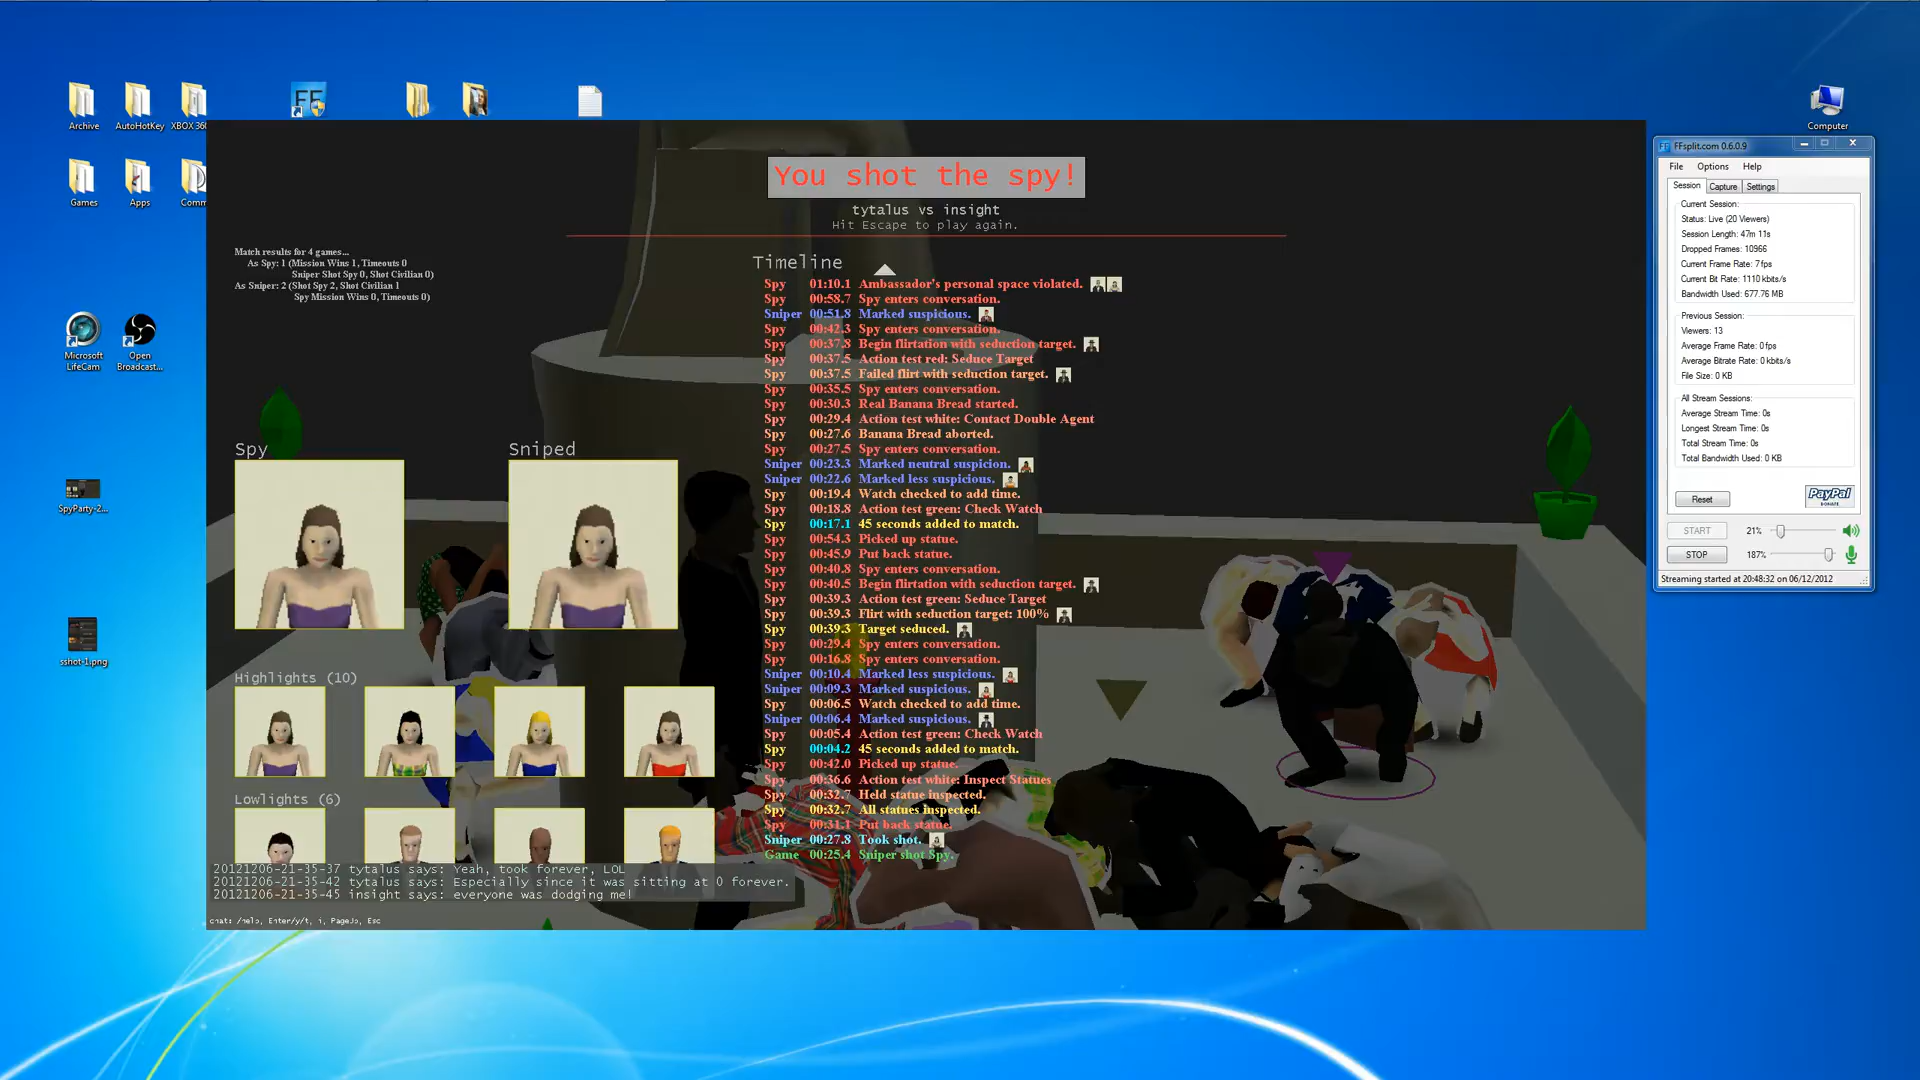 Archive
AutoHotKey
XBOX 360
Computer
Games
Apps
Comm
Microsoft
LifeCam
Open
Broadcast...
SpyParty-2...
sshot-1.png
You shot the spy!
tytalus vs insight
Hit Escape to play again.
Match results for 4 games...
As Spy: 1 (Mission Wins 1, Timeouts 0
Sniper Shot Spy 0, Shot Civilian 0)
As Sniper: 2 (Shot Spy 2, Shot Civilian 1
Spy Mission Wins 0, Timeouts 0)
Spy
Sniped
Highlights (10)
Lowlights (6)
Timeline
Spy 01:10.1 Ambassador's personal space violated.
Spy 00:58.7 Spy enters conversation.
Sniper 00:51.8 Marked suspicious.
Spy 00:42.3 Spy enters conversation.
Spy 00:37.8 Begin flirtation with seduction target.
Spy 00:37.5 Action test red: Seduce Target
Spy 00:37.5 Failed flirt with seduction target.
Spy 00:35.5 Spy enters conversation.
Spy 00:30.3 Real Banana Bread started.
Spy 00:29.4 Action test white: Contact Double Agent
Spy 00:27.6 Banana Bread aborted.
Spy 00:27.5 Spy enters conversation.
Sniper 00:23.3 Marked neutral suspicion.
Sniper 00:22.6 Marked less suspicious.
Spy 00:19.4 Watch checked to add time.
Spy 00:18.8 Action test green: Check Watch
Spy 00:17.1 45 seconds added to match.
Spy 00:54.3 Picked up statue.
Spy 00:45.9 Put back statue.
Spy 00:40.8 Spy enters conversation.
Spy 00:40.5 Begin flirtation with seduction target.
Spy 00:39.3 Action test green: Seduce Target
Spy 00:39.3 Flirt with seduction target: 100%
Spy 00:39.3 Target seduced.
Spy 00:29.4 Spy enters conversation.
Spy 00:16.8 Spy enters conversation.
Sniper 00:10.4 Marked less suspicious.
Sniper 00:09.3 Marked suspicious.
Spy 00:06.5 Watch checked to add time.
Sniper 00:06.4 Marked suspicious.
Spy 00:05.4 Action test green: Check Watch
Spy 00:04.2 45 seconds added to match.
Spy 00:42.0 Picked up statue.
Spy 00:36.6 Action test white: Inspect Statues
Spy 00:32.7 Held statue inspected.
Spy 00:32.7 All statues inspected.
Spy 00:31.1 Put back statue.
Sniper 00:27.8 Took shot.
Game 00:25.4 Sniper shot Spy.
20121206-21-35-37 tytalus says: Yeah, took forever, LOL
20121206-21-35-42 tytalus says: Especially since it was sitting at 0 forever.
20121206-21-35-45 insight says: everyone was dodging me!
chat: /help, Enter/y/t, i, PageUp, Esc
FFsplit.com 0.6.0.9
File Options Help
Session Capture Settings
Current Session:
Status: Live (20 Viewers)
Session Length: 47m 11s
Dropped Frames: 10966
Current Frame Rate: 7 fps
Current Bit Rate: 1110 kbits/s
Bandwidth Used: 677.76 MB
Previous Session:
Viewers: 13
Average Frame Rate: 0 fps
Average Bitrate Rate: 0 kbits/s
File Size: 0 KB
All Stream Sessions:
Average Stream Time: 0s
Longest Stream Time: 0s
Total Stream Time: 0s
Total Bandwidth Used: 0 KB
Reset
PayPal
DONATE
START 21%
STOP 187%
Streaming started at 20:48:32 on 06/12/2012